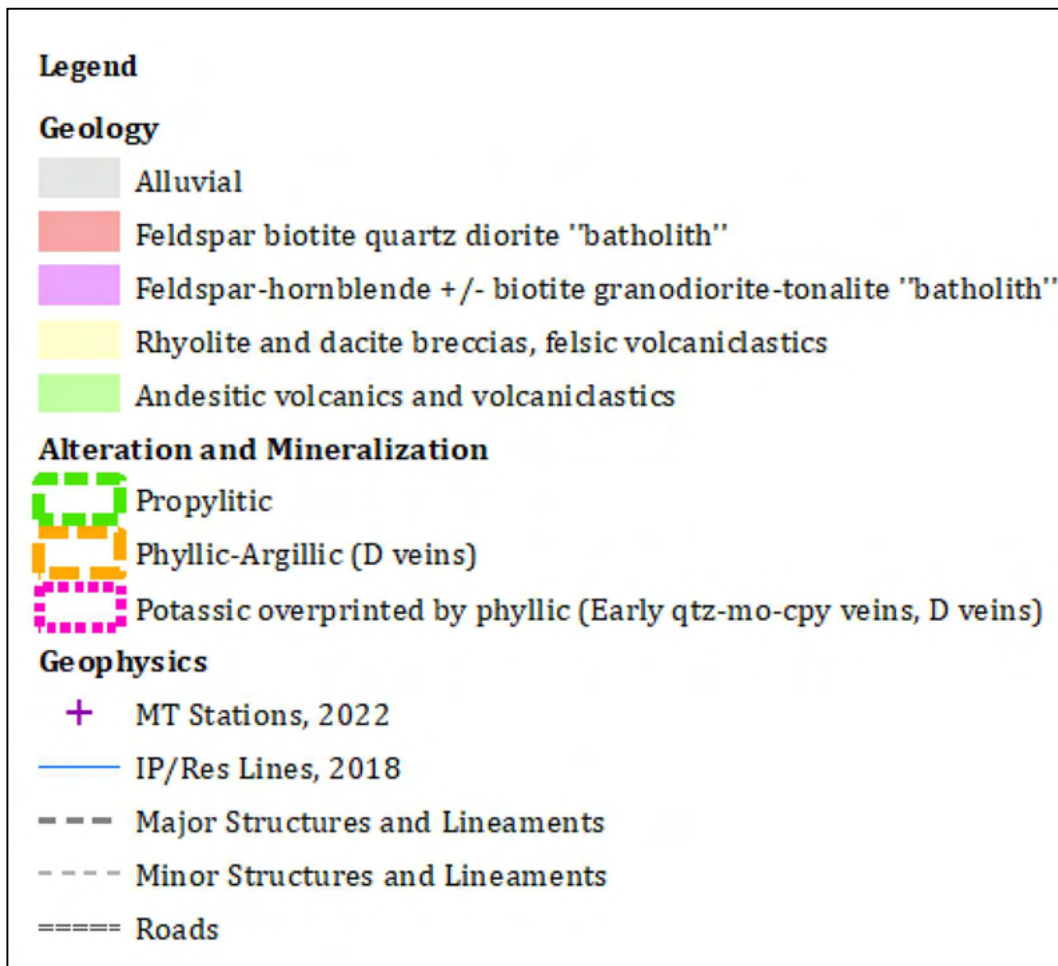 Legend
Geology
Alluvial
Feldspar biotite quartz diorite "batholith"
Feldspar-hornblende +/- biotite granodiorite-tonalite "batholith"
Rhyolite and dacite breccias, felsic volcaniclastics
Andesitic volcanics and volcaniclastics
Alteration and Mineralization
Propylitic
Phyllic-Argillic (D veins)
Potassic overprinted by phyllic (Early qtz-mo-cpy veins, D veins)
Geophysics
MT Stations, 2022
IP/Res Lines, 2018
Major Structures and Lineaments
Minor Structures and Lineaments
Roads